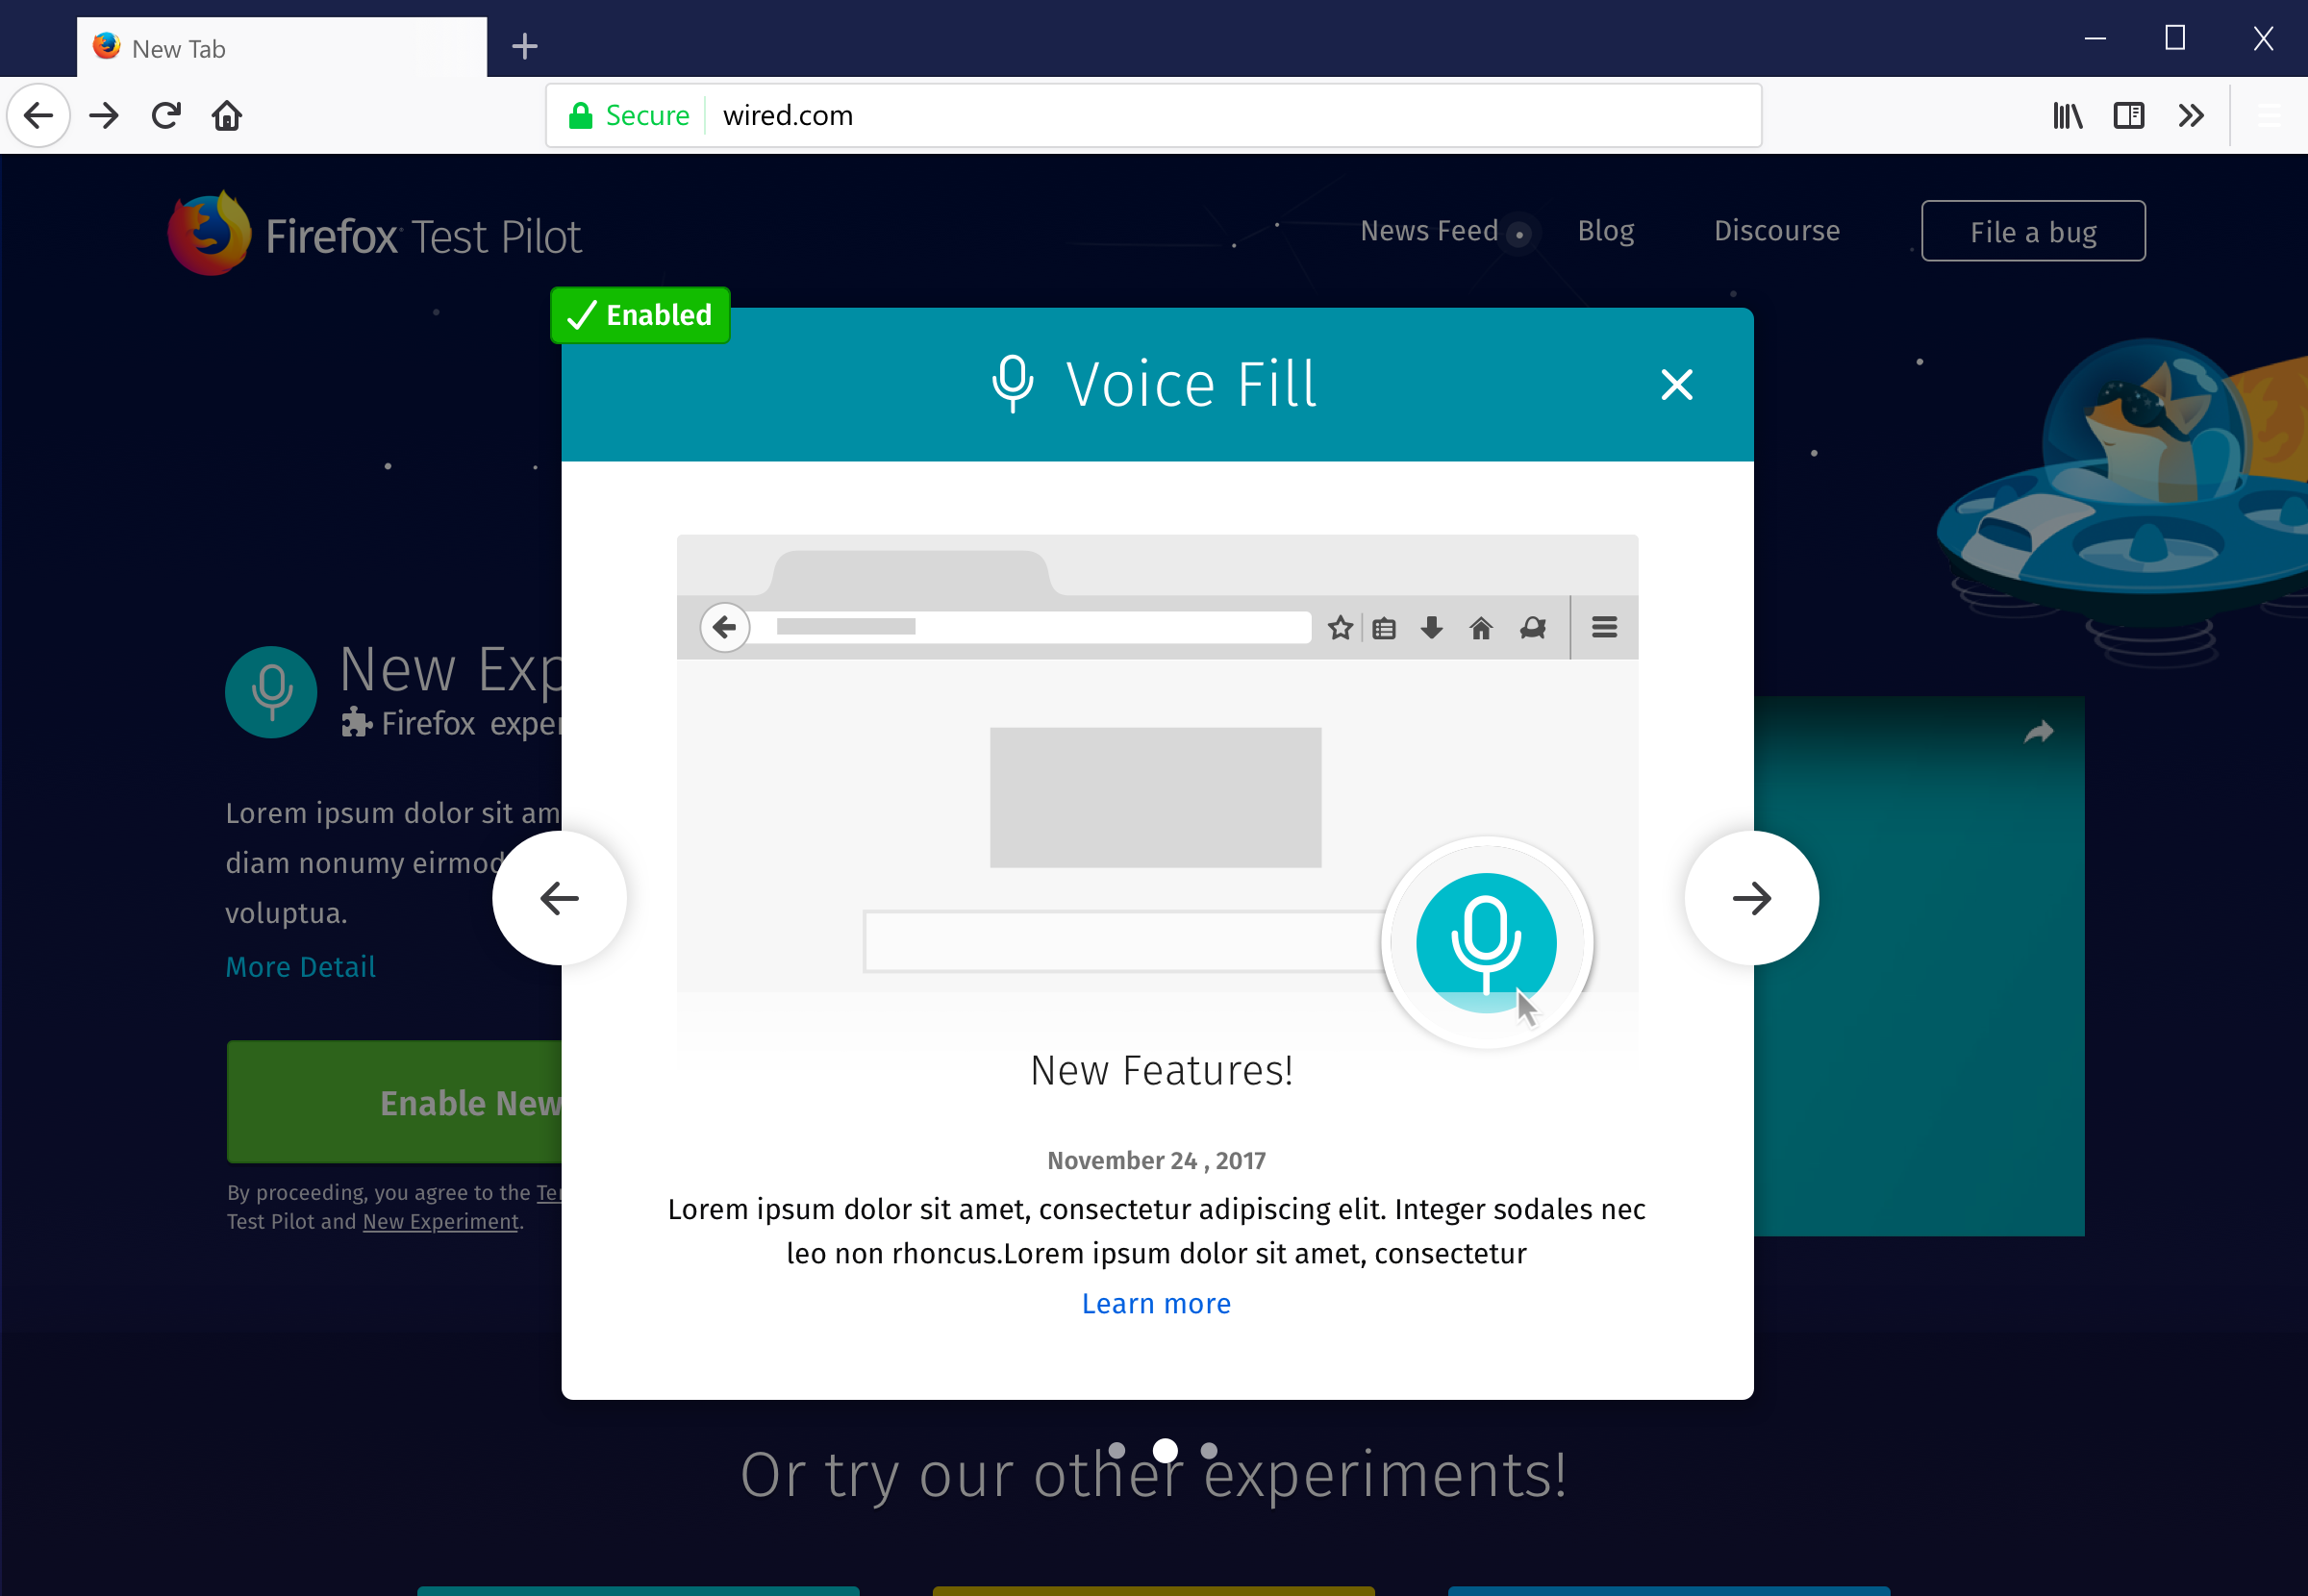 New Tab
Secure wired.com
Firefox Test Pilot
News Feed Blog Discourse File a bug
Enabled
Voice Fill
New Exp
Firefox exper
Lorem ipsum dolor sit am
diam nonumy eirmod
voluptua.
More Detail
Enable New
By proceeding, you agree to the Ter
Test Pilot and New Experiment.
New Features!
November 24 , 2017
Lorem ipsum dolor sit amet, consectetur adipiscing elit. Integer sodales nec
leo non rhoncus.Lorem ipsum dolor sit amet, consectetur
Learn more
Or try our other experiments!